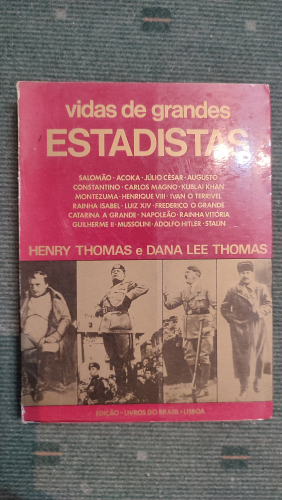 vidas de grandes
ESTADISTAS
SALOMÃO · ACOKA · JÚLIO CÉSAR · AUGUSTO
CONSTANTINO · CARLOS MAGNO · KUBLAI KHAN
MONTEZUMA · HENRIQUE VIII · IVAN O TERRÍVEL
RAINHA ISABEL · LUIZ XIV · FREDERICO O GRANDE
CATARINA A GRANDE · NAPOLEÃO · RAINHA VITÓRIA
GUILHERME II · MUSSOLINI · ADOLFO HITLER · STALIN
HENRY THOMAS e DANA LEE THOMAS
EDIÇÃO · LIVROS DO BRASIL · LISBOA